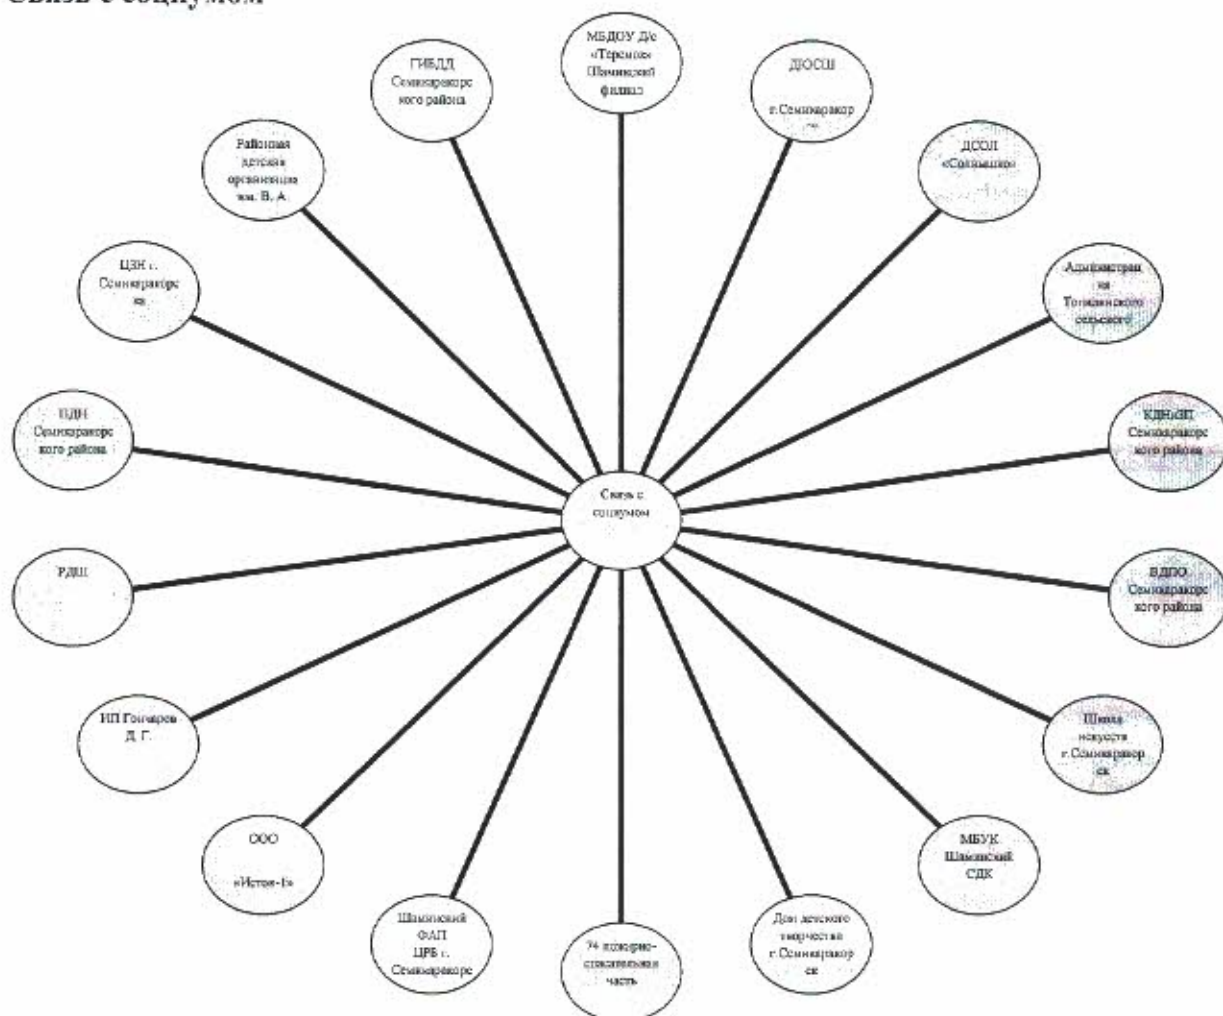 Связь с социумом
МБДОУ Д/с
«Теремок»
Шаминский
филиал
ДЮСШ
г.Семикаракор
ДСОЛ
«Солнышко»
Администрац
ия
Топилинского
сельского
КДНиЗП
Семикаракорс
кого района
ВДПО
Семикаракорс
кого района
Школа
искусств
г.Семикаракор
ск
МБУК
Шаминский
СДК
Дом детского
творчества
г.Семикаракор
ск
74 пожарно-
спасательная
часть
Шаминский
ФАП
ЦРБ г.
Семикаракорс
ООО
«Исток-1»
ИП Гончаров
Д. Г.
РДШ
ПДН
Семикаракорс
кого района
ЦЗН г.
Семикаракорс
ка
Районная
детская
организация
им. В. А.
ГИБДД
Семикаракорс
кого района
Связь с
социумом